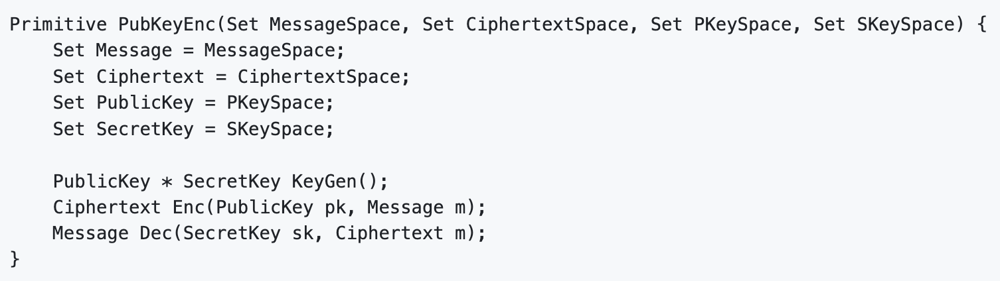 Primitive PubKeyEnc(Set MessageSpace, Set CiphertextSpace, Set PKeySpace, Set SKeySpace) {
    Set Message = MessageSpace;
    Set Ciphertext = CiphertextSpace;
    Set PublicKey = PKeySpace;
    Set SecretKey = SKeySpace;

    PublicKey * SecretKey KeyGen();
    Ciphertext Enc(PublicKey pk, Message m);
    Message Dec(SecretKey sk, Ciphertext m);
}